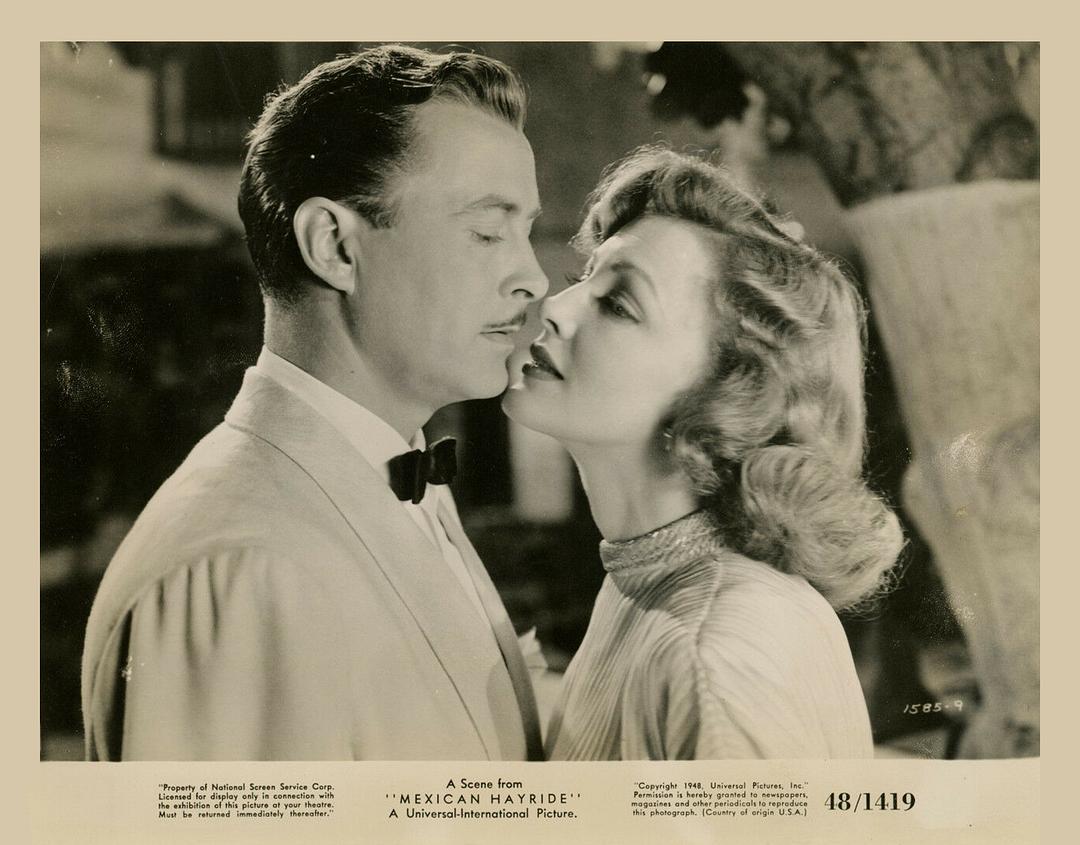 1585-9
"Property of National Screen Service Corp.
Licensed for display only in connection with
the exhibition of this picture at your theatre.
Must be returned immediately thereafter."
A Scene from
''MEXICAN HAYRIDE''
A Universal-International Picture.
"Copyright 1948, Universal Pictures, Inc."
Permission is hereby granted to newspapers,
magazines and other periodicals to reproduce
this photograph. (Country of origin U.S.A.)
48/1419